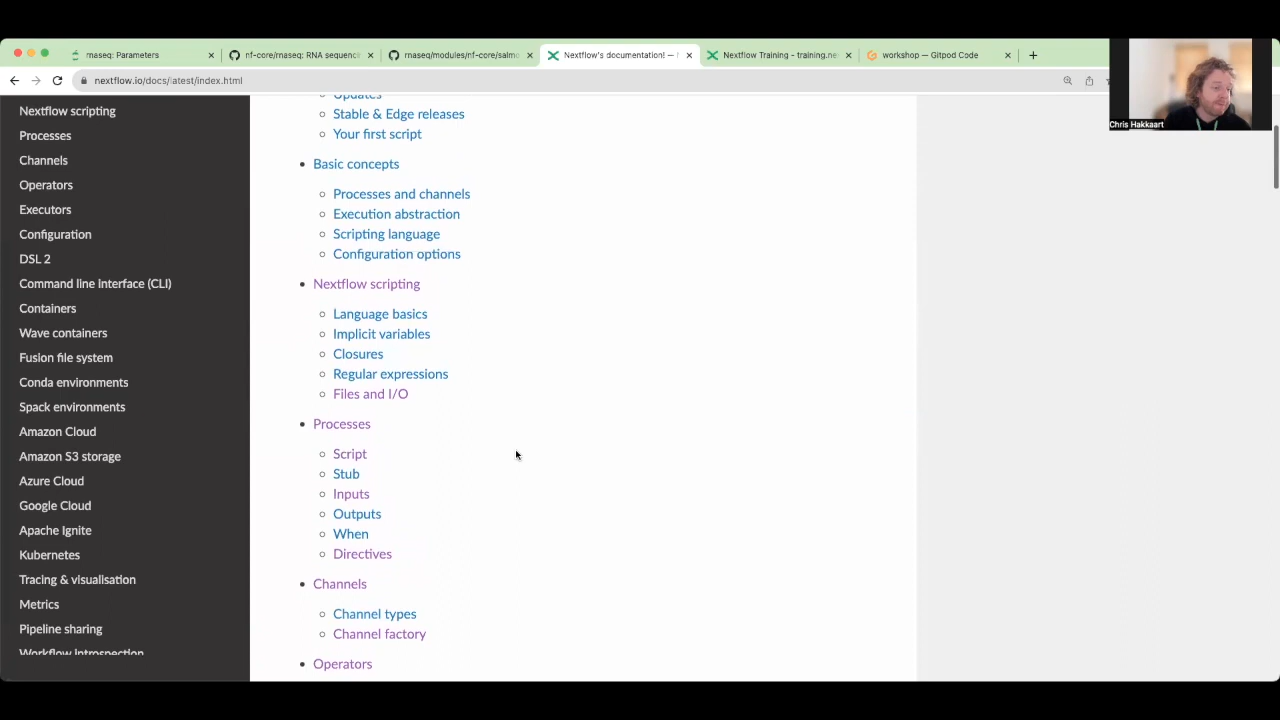 rnaseq: Parameters
nf-core/rnaseq: RNA sequenci
rnaseq/modules/nf-core/salmo
Nextflow's documentation! —
Nextflow Training - training.ne
workshop — Gitpod Code
nextflow.io/docs/latest/index.html
Chris Hakkaart
Nextflow scripting
Processes
Channels
Operators
Executors
Configuration
DSL 2
Command line interface (CLI)
Containers
Wave containers
Fusion file system
Conda environments
Spack environments
Amazon Cloud
Amazon S3 storage
Azure Cloud
Google Cloud
Apache Ignite
Kubernetes
Tracing & visualisation
Metrics
Pipeline sharing
Workflow Introspection
Updates
Stable & Edge releases
Your first script
Basic concepts
Processes and channels
Execution abstraction
Scripting language
Configuration options
Nextflow scripting
Language basics
Implicit variables
Closures
Regular expressions
Files and I/O
Processes
Script
Stub
Inputs
Outputs
When
Directives
Channels
Channel types
Channel factory
Operators